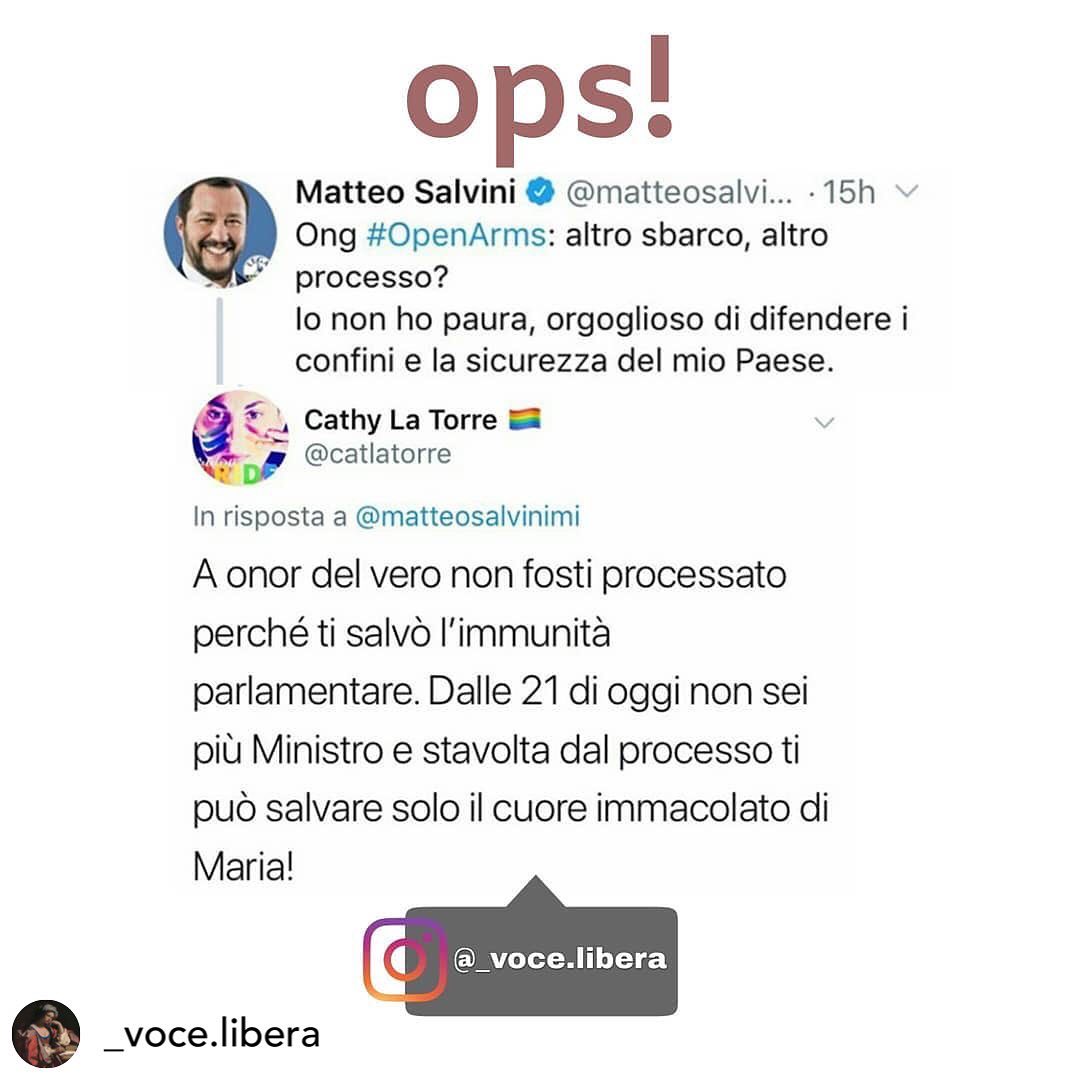 ops!
Matteo Salvini @matteosalvi... · 15h
Ong #OpenArms: altro sbarco, altro
processo?
Io non ho paura, orgoglioso di difendere i
confini e la sicurezza del mio Paese.
Cathy La Torre 🏳️‍🌈
@catlatorre
In risposta a @matteosalvinimi
A onor del vero non fosti processato
perché ti salvò l'immunità
parlamentare. Dalle 21 di oggi non sei
più Ministro e stavolta dal processo ti
può salvare solo il cuore immacolato di
Maria!
@_voce.libera
_voce.libera